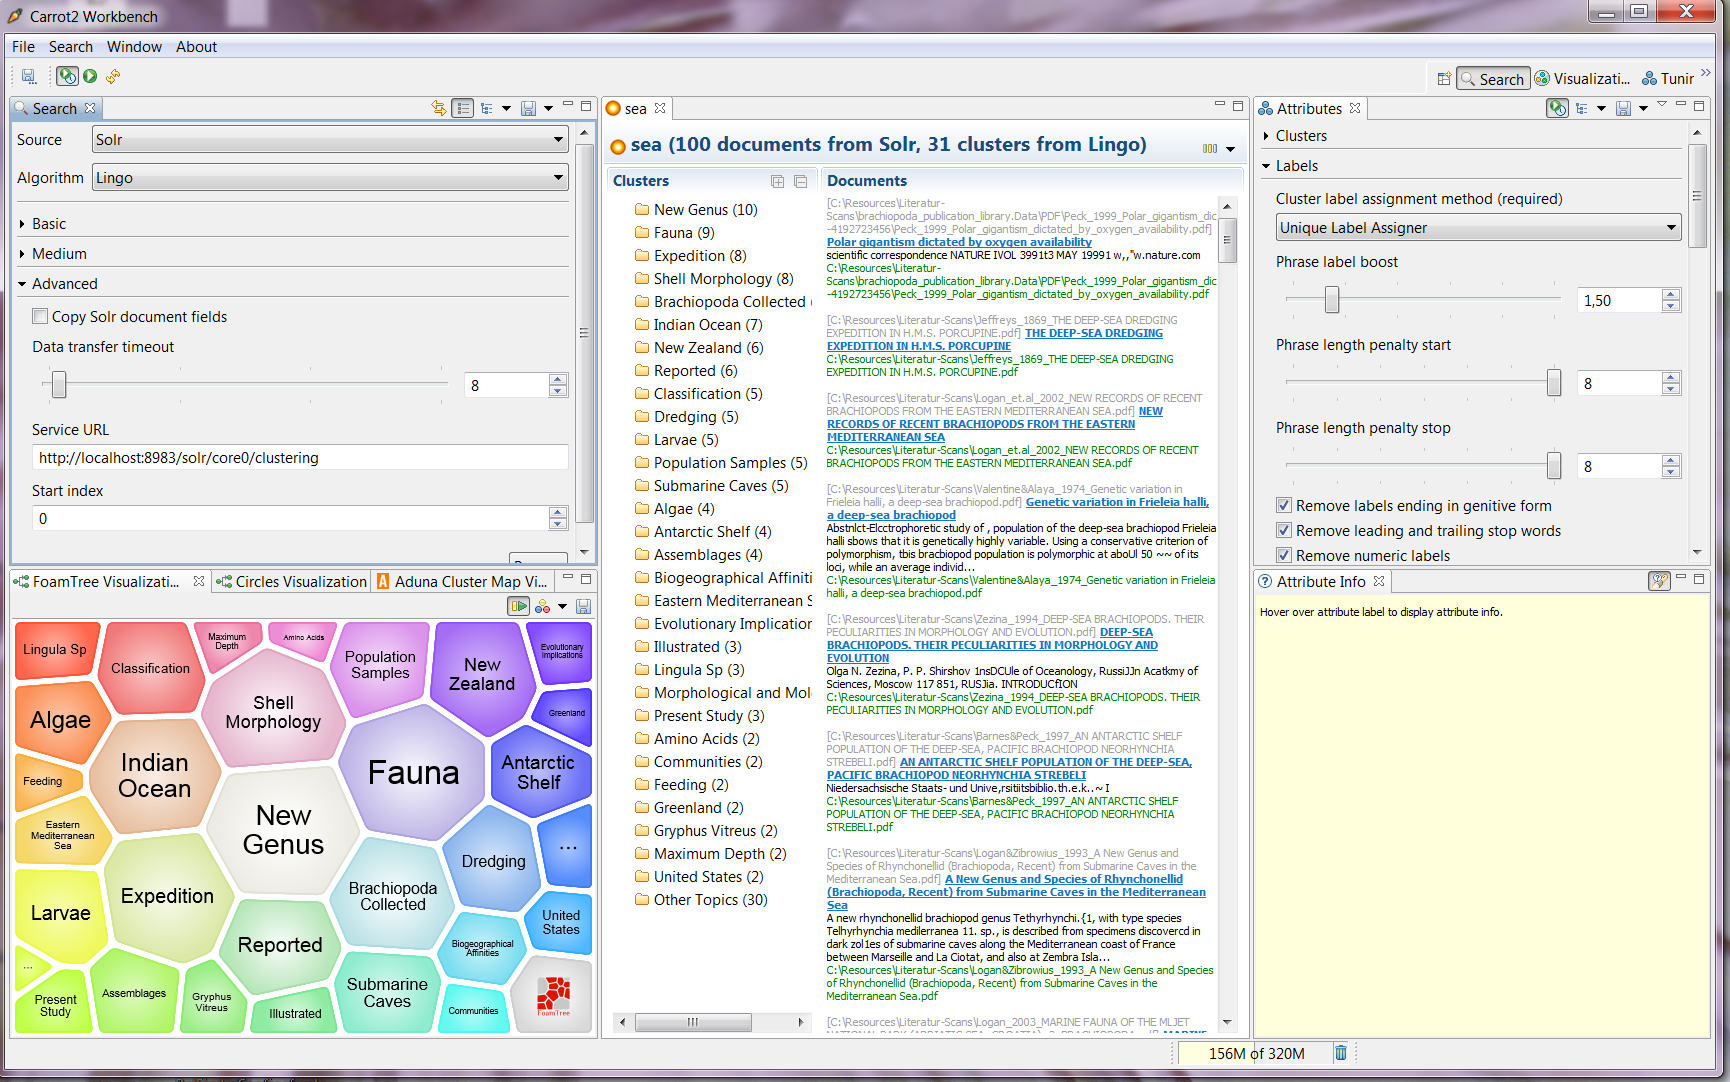 Carrot2 Workbench
File Search Window About
Search Visualizati... Tunir
Search
Source Solr
Algorithm Lingo
Basic
Medium
Advanced
Copy Solr document fields
Data transfer timeout
8
Service URL
http://localhost:8983/solr/core0/clustering
Start index
0
sea
sea (100 documents from Solr, 31 clusters from Lingo)
Clusters
New Genus (10)
Fauna (9)
Expedition (8)
Shell Morphology (8)
Brachiopoda Collected (
Indian Ocean (7)
New Zealand (6)
Reported (6)
Classification (5)
Dredging (5)
Larvae (5)
Population Samples (5)
Submarine Caves (5)
Algae (4)
Antarctic Shelf (4)
Assemblages (4)
Biogeographical Affiniti
Eastern Mediterranean S
Evolutionary Implication
Illustrated (3)
Lingula Sp (3)
Morphological and Mol
Present Study (3)
Amino Acids (2)
Communities (2)
Feeding (2)
Greenland (2)
Gryphus Vitreus (2)
Maximum Depth (2)
United States (2)
Other Topics (30)
Documents
[C:\Resources\Literatur-
Scans\brachiopoda_publication_library.Data\PDF\Peck_1999_Polar_gigantism_dic
-4192723456\Peck_1999_Polar_gigantism_dictated_by_oxygen_availability.pdf]
Polar gigantism dictated by oxygen availability
scientific correspondence NATURE IVOL 3991t3 MAY 19991 w,,"w.nature.com
C:\Resources\Literatur-
Scans\brachiopoda_publication_library.Data\PDF\Peck_1999_Polar_gigantism_dic
-4192723456\Peck_1999_Polar_gigantism_dictated_by_oxygen_availability.pdf
[C:\Resources\Literatur-Scans\Jeffreys_1869_THE DEEP-SEA DREDGING
EXPEDITION IN H.M.S. PORCUPINE.pdf] THE DEEP-SEA DREDGING
EXPEDITION IN H.M.S. PORCUPINE
C:\Resources\Literatur-Scans\Jeffreys_1869_THE DEEP-SEA DREDGING
EXPEDITION IN H.M.S. PORCUPINE.pdf
[C:\Resources\Literatur-Scans\Logan_et.al_2002_NEW RECORDS OF RECENT
BRACHIOPODS FROM THE EASTERN MEDITERRANEAN SEA.pdf] NEW
RECORDS OF RECENT BRACHIOPODS FROM THE EASTERN
MEDITERRANEAN SEA
C:\Resources\Literatur-Scans\Logan_et.al_2002_NEW RECORDS OF RECENT
BRACHIOPODS FROM THE EASTERN MEDITERRANEAN SEA.pdf
[C:\Resources\Literatur-Scans\Valentine&Alaya_1974_Genetic variation in
Frieleia halli, a deep-sea brachiopod.pdf] Genetic variation in Frieleia halli,
a deep-sea brachiopod
Abstnlct-Elcctrophoretic study of , population of the deep-sea brachiopod Frieleia
halli sbows that it is genetically highly variable. Using a conservative criterion of
polymorphism, tbis bracbiopod population is polymorphic at aboUl 50 ~~ of its
loci, while an average individ...
C:\Resources\Literatur-Scans\Valentine&Alaya_1974_Genetic variation in Frieleia
halli, a deep-sea brachiopod.pdf
[C:\Resources\Literatur-Scans\Zezina_1994_DEEP-SEA BRACHIOPODS. THEIR
PECULIARITIES IN MORPHOLOGY AND EVOLUTION.pdf] DEEP-SEA
BRACHIOPODS. THEIR PECULIARITIES IN MORPHOLOGY AND
EVOLUTION
Olga N. Zezina, P. P. Shirshov 1nsDCUle of Oceanology, RussiJJn Acatkmy of
Sciences, Moscow 117 851, RUSJia. INTRODUCfION
C:\Resources\Literatur-Scans\Zezina_1994_DEEP-SEA BRACHIOPODS. THEIR
PECULIARITIES IN MORPHOLOGY AND EVOLUTION.pdf
[C:\Resources\Literatur-Scans\Barnes&Peck_1997_AN ANTARCTIC SHELF
POPULATION OF THE DEEP-SEA, PACIFIC BRACHIOPOD NEORHYNCHIA
STREBELI.pdf] AN ANTARCTIC SHELF POPULATION OF THE DEEP-SEA,
PACIFIC BRACHIOPOD NEORHYNCHIA STREBELI
Niedersachsische Staats- und Unive,rsitiitsbiblio.th.e.k..~ I
C:\Resources\Literatur-Scans\Barnes&Peck_1997_AN ANTARCTIC SHELF
POPULATION OF THE DEEP-SEA, PACIFIC BRACHIOPOD NEORHYNCHIA
STREBELI.pdf
[C:\Resources\Literatur-Scans\Logan&Zibrowius_1993_A New Genus and
Species of Rhynchonellid (Brachiopoda, Recent) from Submarine Caves in the
Mediterranean Sea.pdf] A New Genus and Species of Rhynchonellid
(Brachiopoda, Recent) from Submarine Caves in the Mediterranean
Sea
A new rhynchonellid brachiopod genus Tethyrhynchi.{1, with type species
Telhyrhynchia medilerranea 11. sp., is described from specimens discovercd in
dark zol1es of submarine caves along the Mediterranean coast of France
between Marseille and La Ciotat, and also at Zembra Isla...
C:\Resources\Literatur-Scans\Logan&Zibrowius_1993_A New Genus and Species
of Rhynchonellid (Brachiopoda, Recent) from Submarine Caves in the
Mediterranean Sea.pdf
[C:\Resources\Literatur-Scans\Logan_2003_MARINE FAUNA OF THE MLJET
Attributes
Clusters
Labels
Cluster label assignment method (required)
Unique Label Assigner
Phrase label boost
1,50
Phrase length penalty start
8
Phrase length penalty stop
8
Remove labels ending in genitive form
Remove leading and trailing stop words
Remove numeric labels
Attribute Info
Hover over attribute label to display attribute info.
FoamTree Visualizati... Circles Visualization Aduna Cluster Map Vi...
Lingula Sp
Classification
Maximum
Depth
Amino Acids
Population
Samples
New
Zealand
Evolutionary
Implications
Greenland
Algae
Shell
Morphology
Indian
Ocean
Fauna
Antarctic
Shelf
Feeding
New
Genus
Eastern
Mediterranean
Sea
Dredging
...
Expedition
Brachiopoda
Collected
Larvae
United
States
Reported
Biogeographical
Affinities
...
Present
Study
Assemblages
Gryphus
Vitreus
Illustrated
Submarine
Caves
Communities
FoamTree
156M of 320M